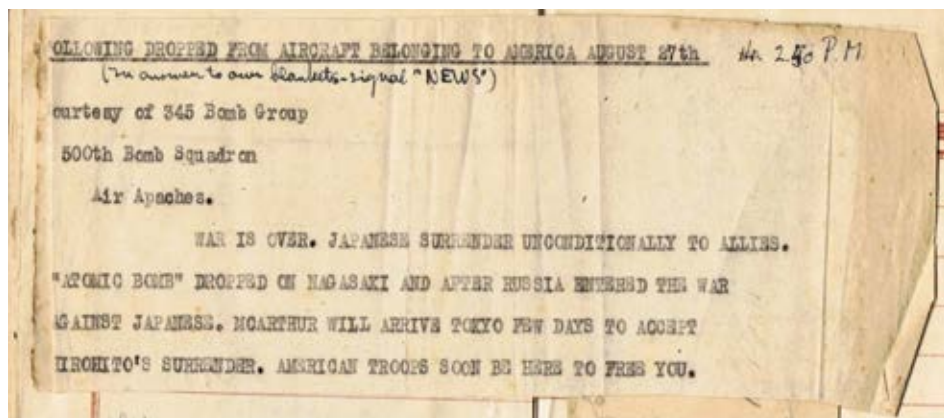 OLLOWING DROPPED FROM AIRCRAFT BELONGING TO AMERICA AUGUST 27th 2 P.M
(In answer to our blankets-signal "NEWS")
ourtesy of 345 Bomb Group
500th Bomb Squadron
Air Apaches.
WAR IS OVER. JAPANESE SURRENDER UNCONDITIONALLY TO ALLIES.
"ATOMIC BOMB" DROPPED ON NAGASAKI AND AFTER RUSSIA ENTERED THE WAR
AGAINST JAPANESE. MCARTHUR WILL ARRIVE TOKYO FEW DAYS TO ACCEPT
HIROHITO'S SURRENDER. AMERICAN TROOPS SOON BE HERE TO FREE YOU.